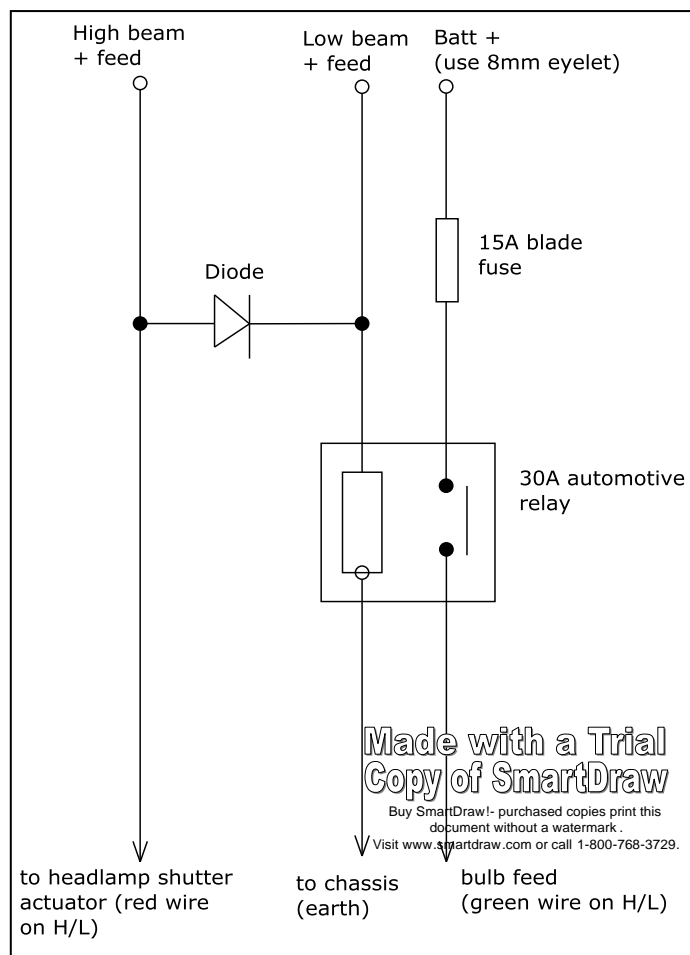 High beam
+ feed
Low beam
+ feed
Batt +
(use 8mm eyelet)
15A blade
fuse
Diode
30A automotive
relay
Made with a Trial
Copy of SmartDraw
Buy SmartDraw!- purchased copies print this
document without a watermark .
Visit www.smartdraw.com or call 1-800-768-3729.
to headlamp shutter
actuator (red wire
on H/L)
to chassis
(earth)
bulb feed
(green wire on H/L)